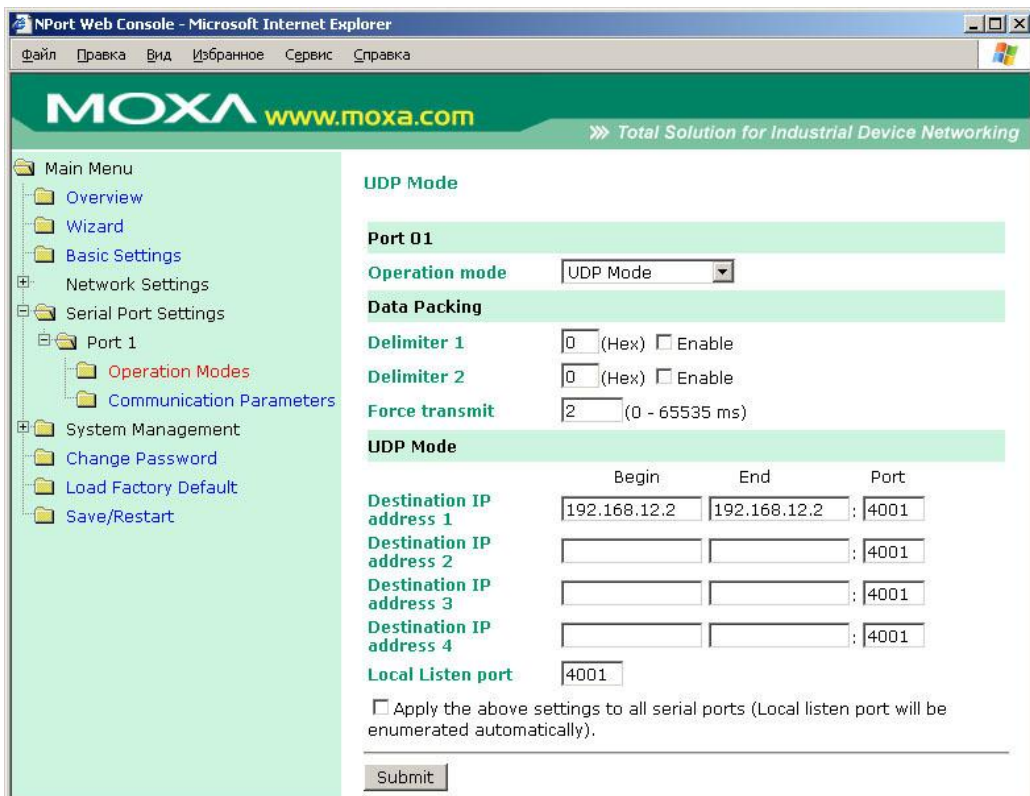 NPort Web Console - Microsoft Internet Explorer
Файл Правка Вид Избранное Сервис Справка
MOXA www.moxa.com
Total Solution for Industrial Device Networking
Main Menu
Overview
Wizard
Basic Settings
Network Settings
Serial Port Settings
Port 1
Operation Modes
Communication Parameters
System Management
Change Password
Load Factory Default
Save/Restart
UDP Mode
Port 01
Operation mode UDP Mode
Data Packing
Delimiter 1 0 (Hex) Enable
Delimiter 2 0 (Hex) Enable
Force transmit 2 (0 - 65535 ms)
UDP Mode
Begin End Port
Destination IP address 1 192.168.12.2 192.168.12.2 : 4001
Destination IP address 2 : 4001
Destination IP address 3 : 4001
Destination IP address 4 : 4001
Local Listen port 4001
Apply the above settings to all serial ports (Local listen port will be
enumerated automatically).
Submit